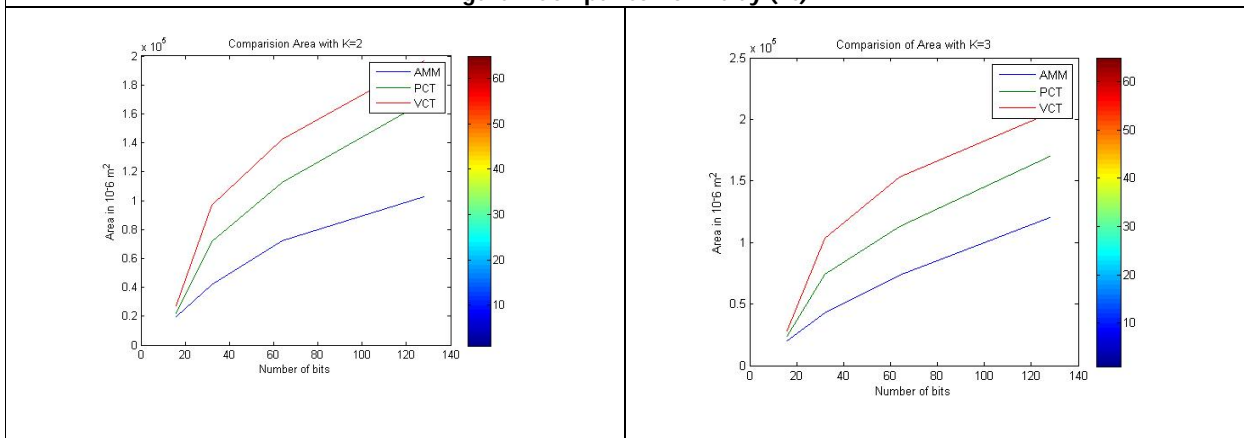 x 10^5
Comparision Area with K=2
AMM
PCT
VCT
2
1.8
1.6
1.4
1.2
1
0.8
0.6
0.4
0.2
0
Area in 10-6 m^2
0 20 40 60 80 100 120 140
Number of bits
60
50
40
30
20
10
x 10^5
Comparision of Area with K=3
AMM
PCT
VCT
2.5
2
1.5
1
0.5
0
Area in 10-6 m^2
0 20 40 60 80 100 120 140
Number of bits
60
50
40
30
20
10